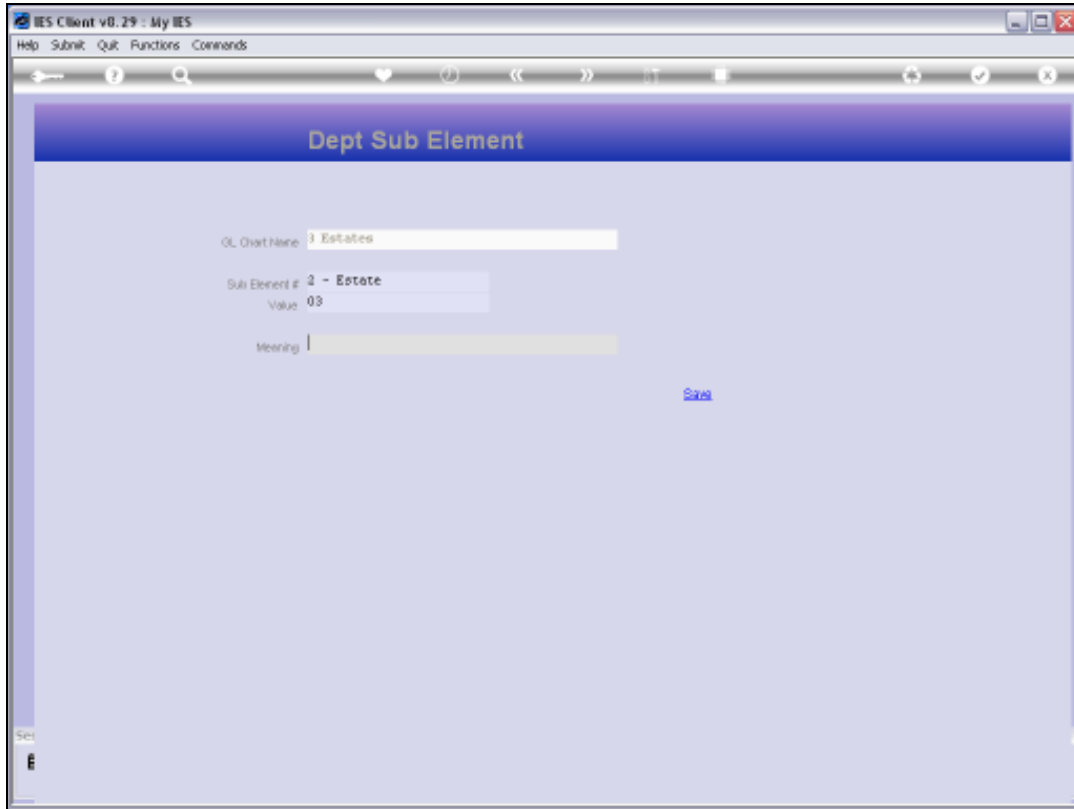 IES Client v8.29 : My IES
Help Submit Quit Functions Commands
Dept Sub Element
GL Chart Name 3 Estates
Sub Element # 2 - Estate
Value 03
Meaning
Save